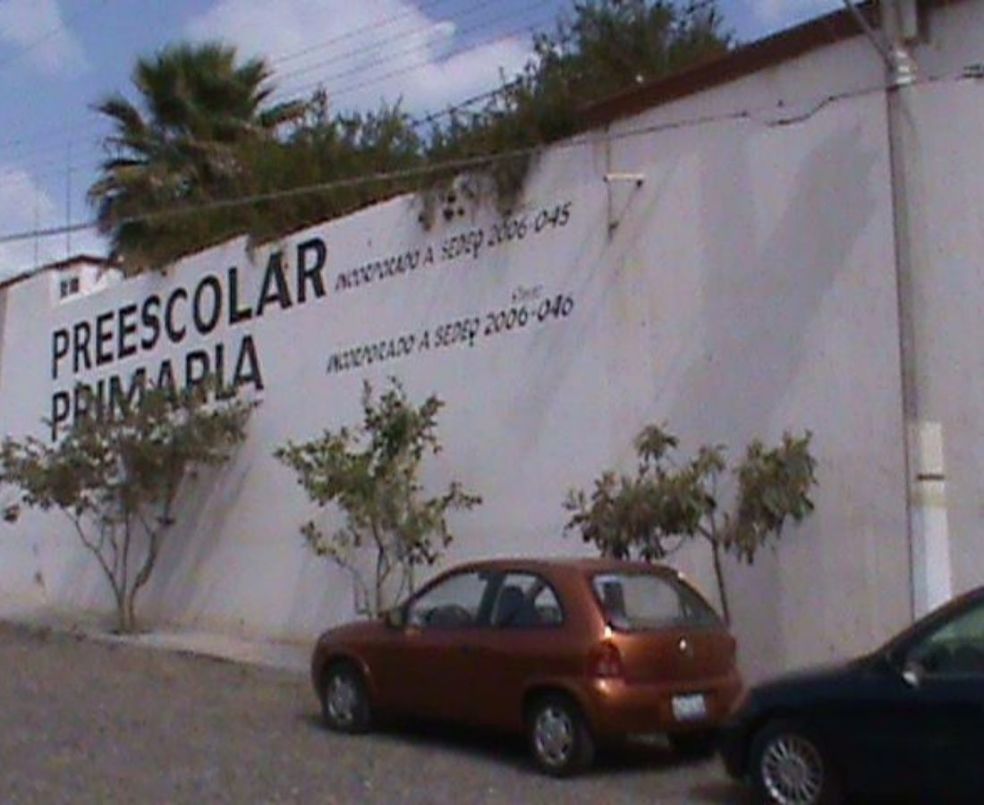 PREESCOLAR INCORPORADO A SEDEQ 2006-045
PRIMARIA INCORPORADO A SEDEQ 2006-046